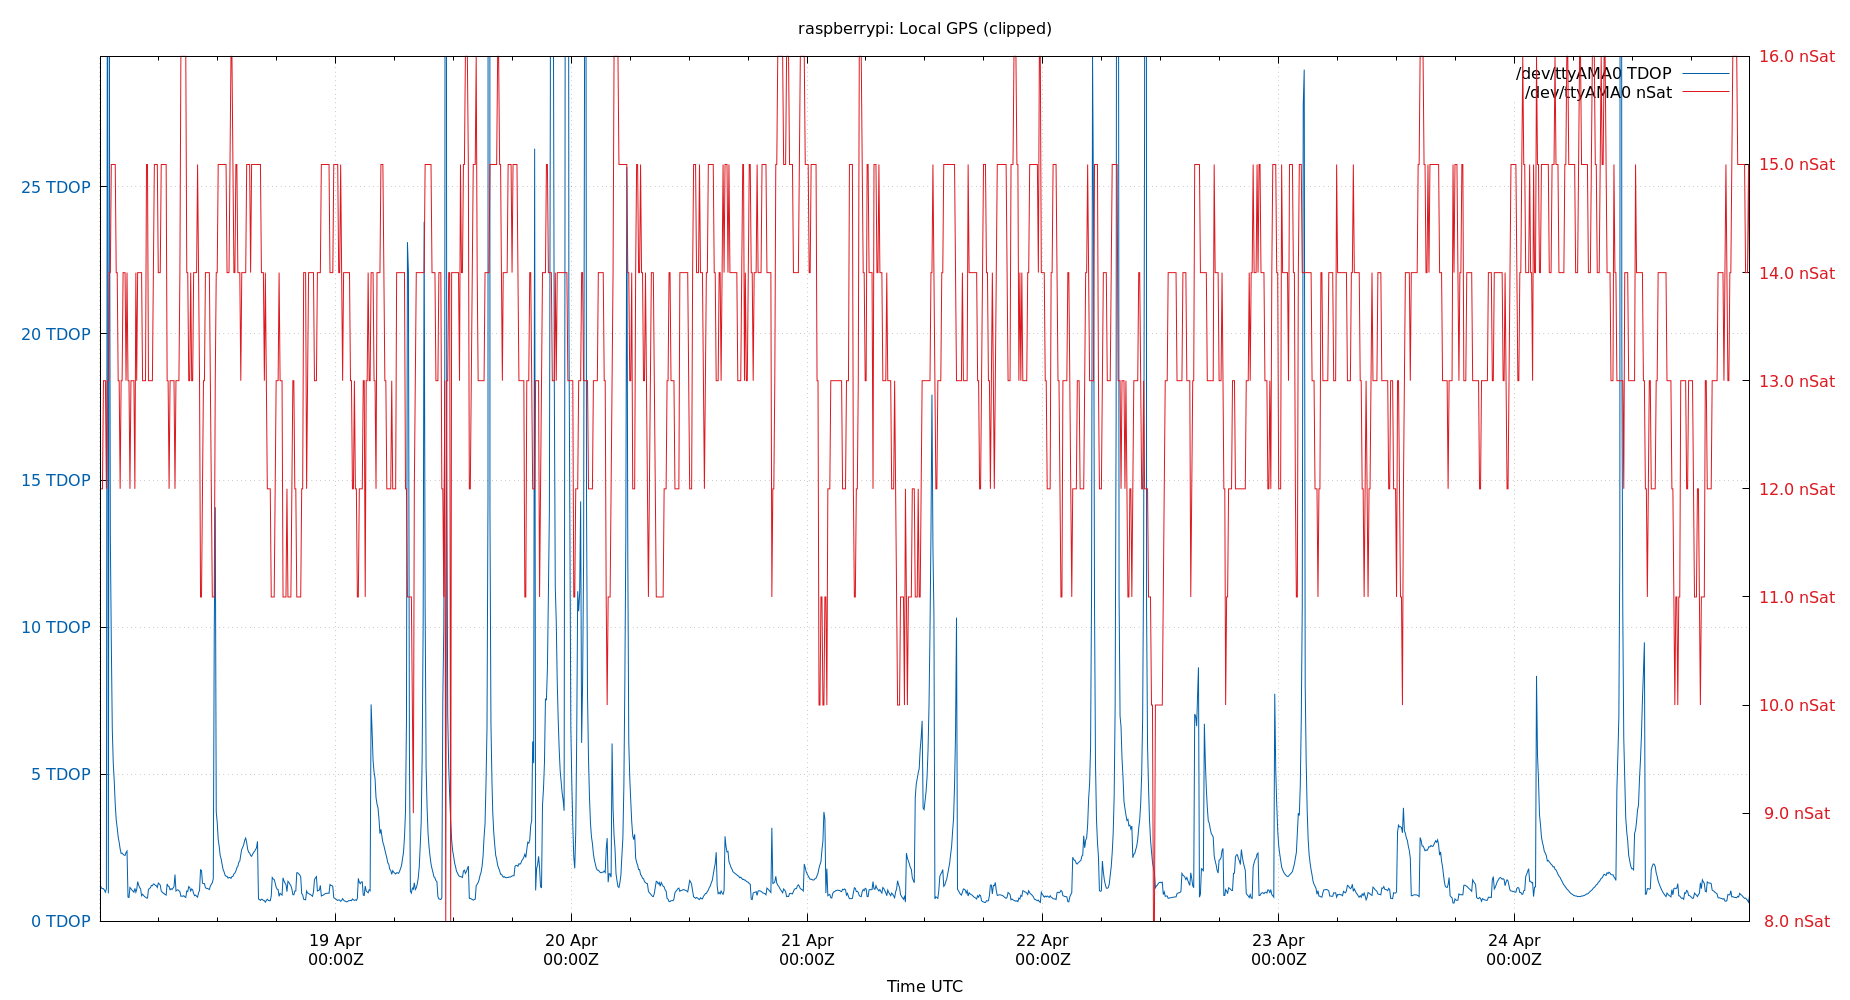 raspberrypi: Local GPS (clipped)
16.0 nSat
/dev/ttyAMA0 TDOP
/dev/ttyAMA0 nSat
15.0 nSat
25 TDOP
14.0 nSat
20 TDOP
13.0 nSat
15 TDOP
12.0 nSat
11.0 nSat
10 TDOP
10.0 nSat
5 TDOP
9.0 nSat
0 TDOP
8.0 nSat
19 Apr
00:00Z
20 Apr
00:00Z
21 Apr
00:00Z
22 Apr
00:00Z
23 Apr
00:00Z
24 Apr
00:00Z
Time UTC